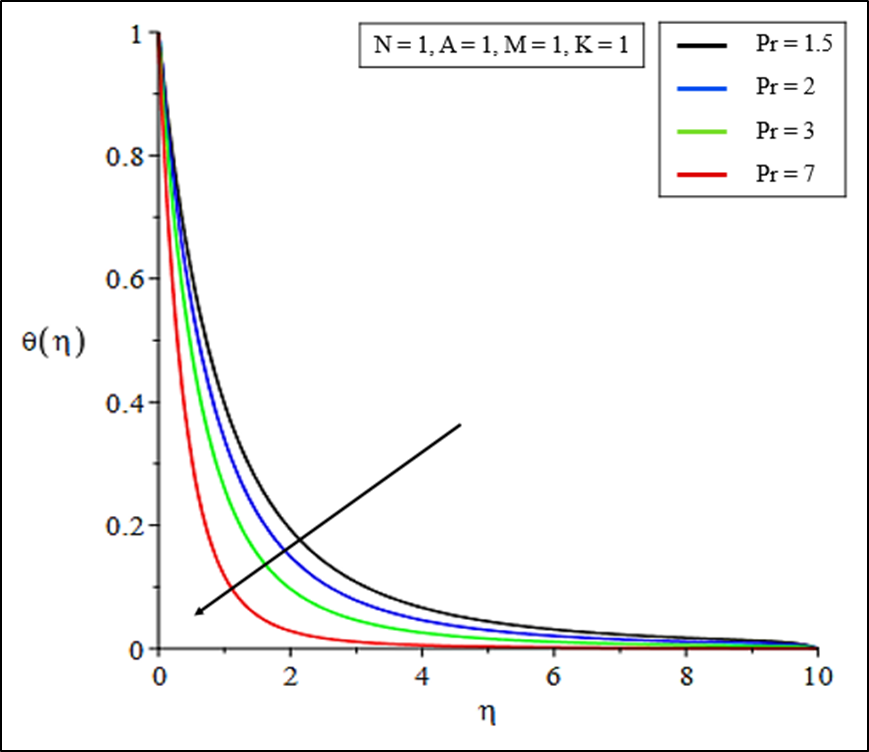 N = 1, A = 1, M = 1, K = 1
Pr = 1.5
Pr = 2
Pr = 3
Pr = 7
1
0.8
0.6
θ(η)
0.4
0.2
0
0 2 4 6 8 10
η